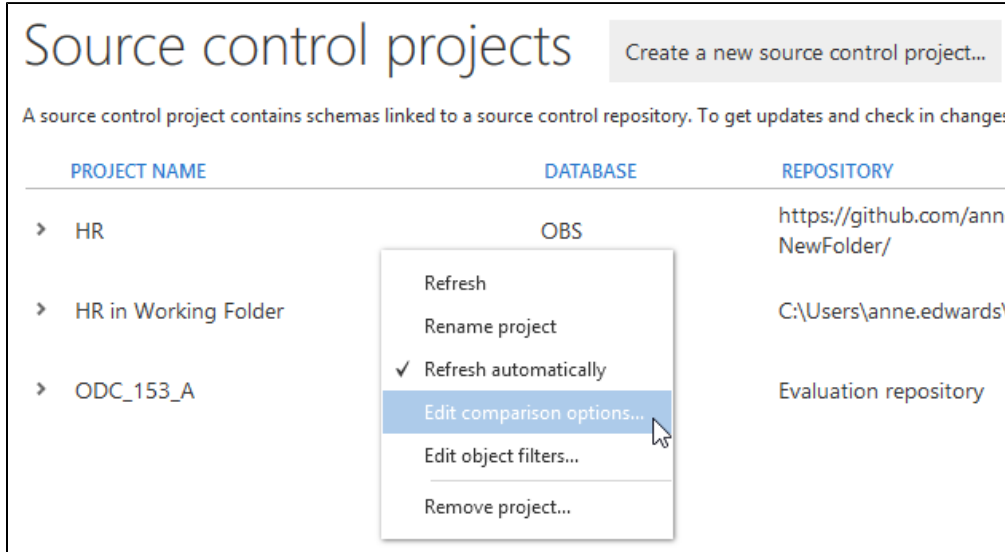 Source control projects
Create a new source control project...
A source control project contains schemas linked to a source control repository. To get updates and check in changes
PROJECT NAME DATABASE REPOSITORY
HR OBS https://github.com/ann
NewFolder/
Refresh
HR in Working Folder C:\Users\anne.edwards\
Rename project
✓ Refresh automatically
ODC_153_A Evaluation repository
Edit comparison options...
Edit object filters...
Remove project...